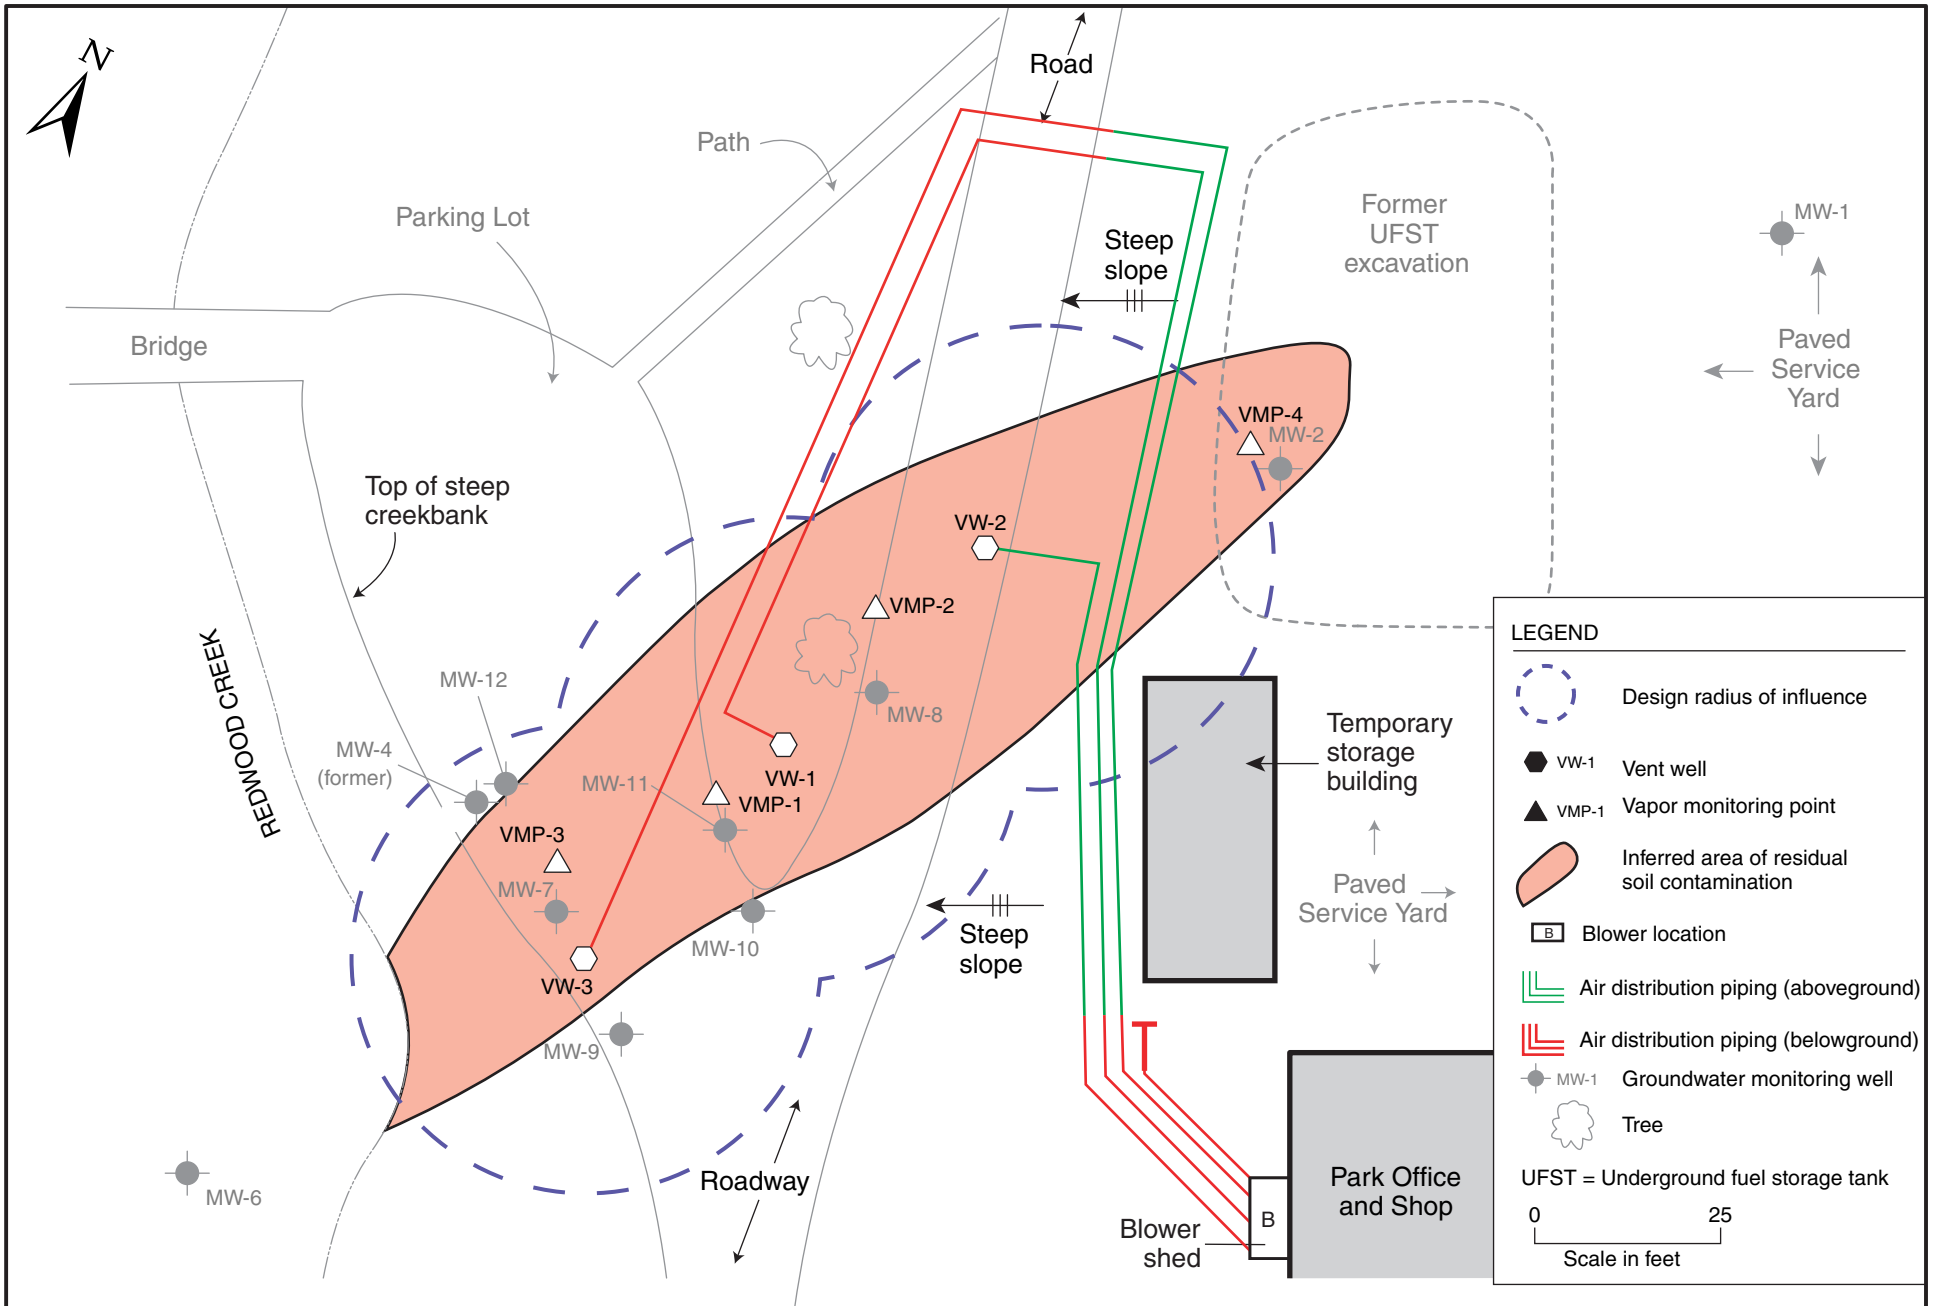 N
Road
Path
Parking Lot
Former
UFST
excavation
MW-1
Steep
slope
Bridge
Paved
Service
Yard
VMP-4
MW-2
Top of steep
creekbank
VW-2
VMP-2
REDWOOD CREEK
MW-12
MW-8
MW-4
(former)
MW-11
VW-1
VMP-1
VMP-3
MW-7
Temporary
storage
building
VW-3
MW-10
Steep
slope
Paved
Service Yard
MW-9
MW-6
Roadway
Blower
shed
B
Park Office
and Shop
LEGEND
Design radius of influence
VW-1 Vent well
VMP-1 Vapor monitoring point
Inferred area of residual
soil contamination
B Blower location
Air distribution piping (aboveground)
Air distribution piping (belowground)
MW-1 Groundwater monitoring well
Tree
UFST = Underground fuel storage tank
0 25
Scale in feet